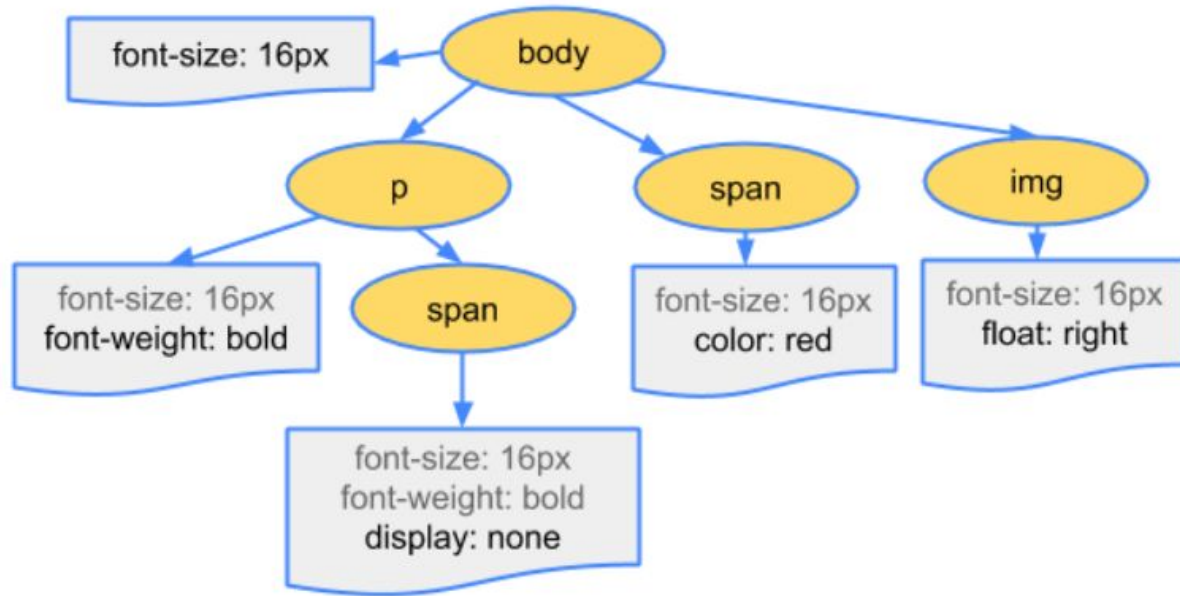 font-size: 16px
body
p
span
img
font-size: 16px
font-weight: bold
span
font-size: 16px
color: red
font-size: 16px
float: right
font-size: 16px
font-weight: bold
display: none